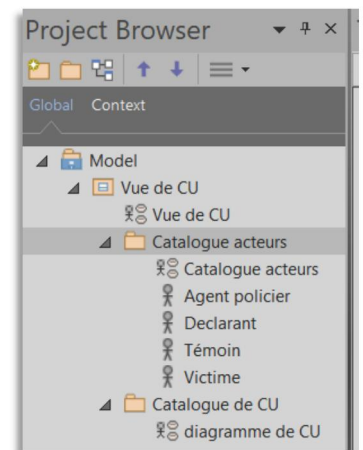 Project Browser
Global Context
Model
Vue de CU
Vue de CU
Catalogue acteurs
Catalogue acteurs
Agent policier
Declarant
Témoin
Victime
Catalogue de CU
diagramme de CU